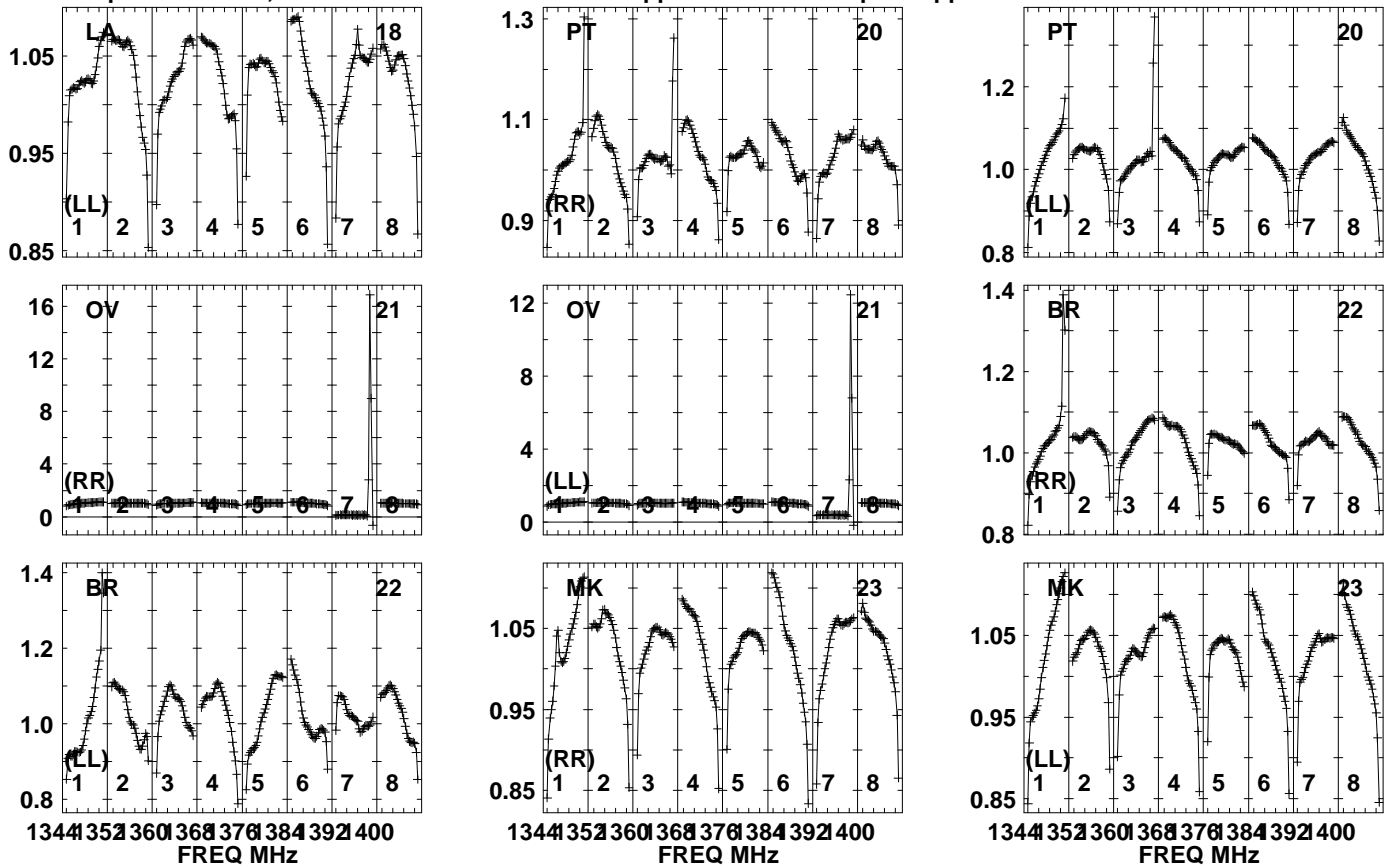 LA 18
1.05
0.95
0.85
(LL)
1 2 3 4 5 6 7 8
PT 20
1.3
1.1
0.9
(RR)
1 2 3 4 5 6 7 8
PT 20
1.2
1.0
0.8
(LL)
1 2 3 4 5 6 7 8
OV 21
16
12
8
4
0
(RR)
1 2 3 4 5 6 7 8
OV 21
12
8
4
0
(LL)
1 2 3 4 5 6 7 8
BR 22
1.4
1.2
1.0
0.8
(RR)
1 2 3 4 5 6 7 8
BR 22
1.4
1.2
1.0
0.8
(LL)
1 2 3 4 5 6 7 8
1344 1352 1360 1368 1376 1384 1392 1400
FREQ MHz
MK 23
1.05
0.95
0.85
(RR)
1 2 3 4 5 6 7 8
1344 1352 1360 1368 1376 1384 1392 1400
FREQ MHz
MK 23
1.05
0.95
0.85
(LL)
1 2 3 4 5 6 7 8
1344 1352 1360 1368 1376 1384 1392 1400
FREQ MHz